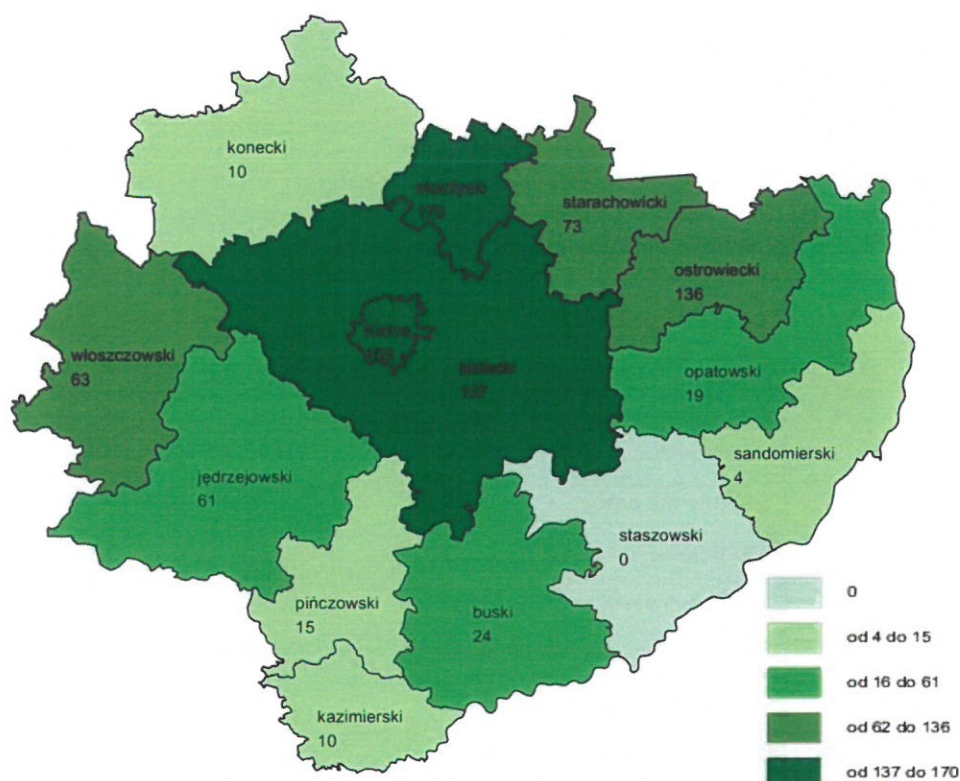 konecki
10
starachowicki
73
ostrowiecki
136
włoszczowski
63
opatowski
19
sandomierski
4
jędrzejowski
61
staszowski
0
pińczowski
15
buski
24
kazimierski
10
0
od 4 do 15
od 16 do 61
od 62 do 136
od 137 do 170